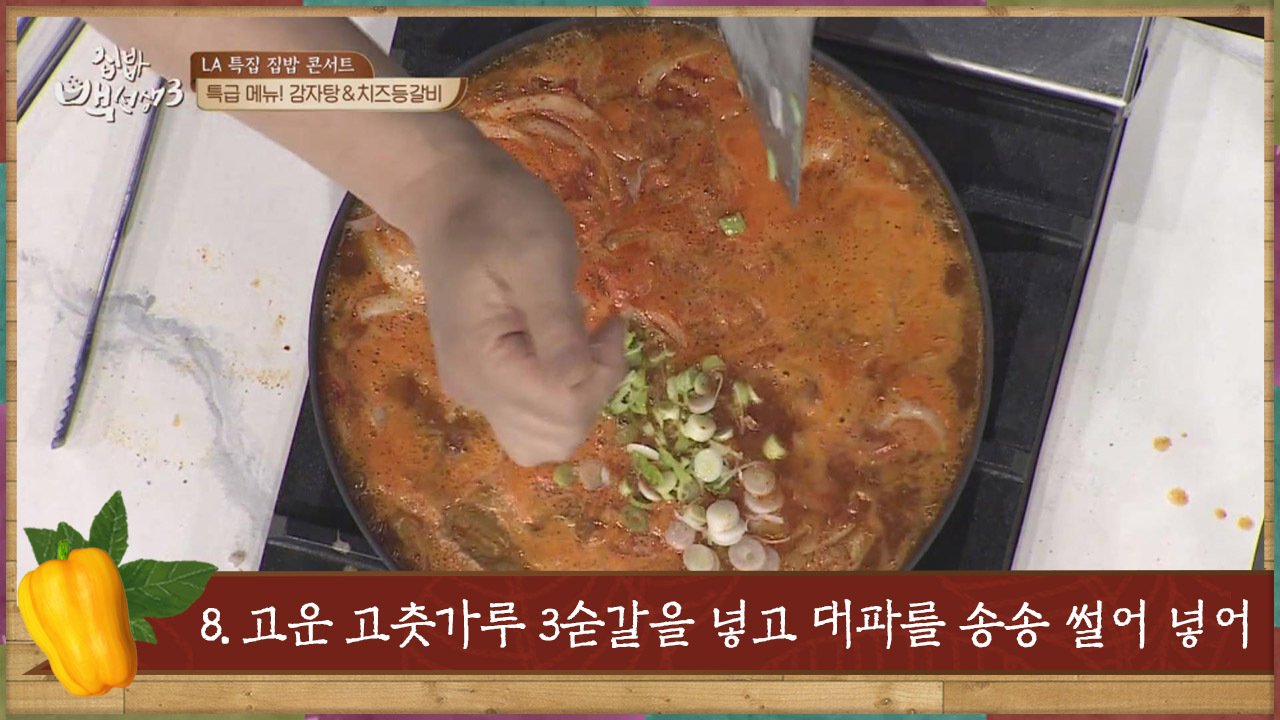 집밥
백선생3
LA 특집 집밥 콘서트
특급 메뉴! 감자탕&치즈등갈비
8. 고운 고춧가루 3숟갈을 넣고 대파를 송송 썰어 넣어